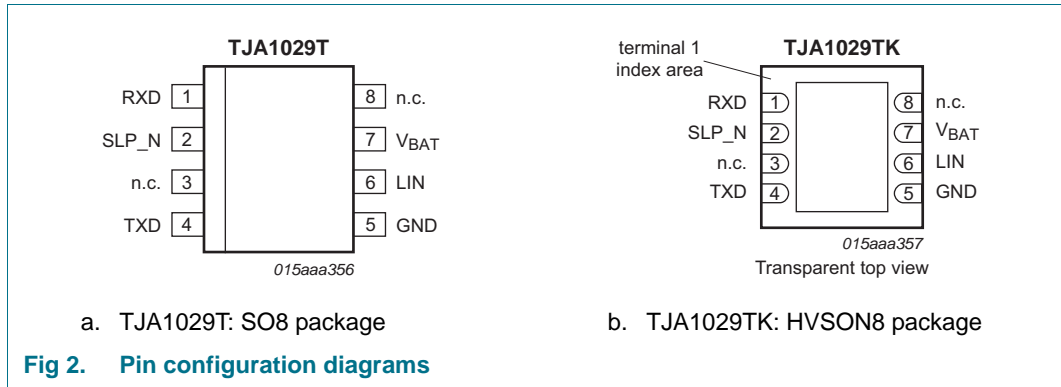 TJA1029T
RXD 1
8 n.c.
SLP_N 2
7 VBAT
n.c. 3
6 LIN
TXD 4
5 GND
015aaa356
a. TJA1029T: SO8 package
terminal 1
index area
TJA1029TK
RXD 1
8 n.c.
SLP_N 2
7 VBAT
n.c. 3
6 LIN
TXD 4
5 GND
015aaa357
Transparent top view
b. TJA1029TK: HVSON8 package
Fig 2. Pin configuration diagrams